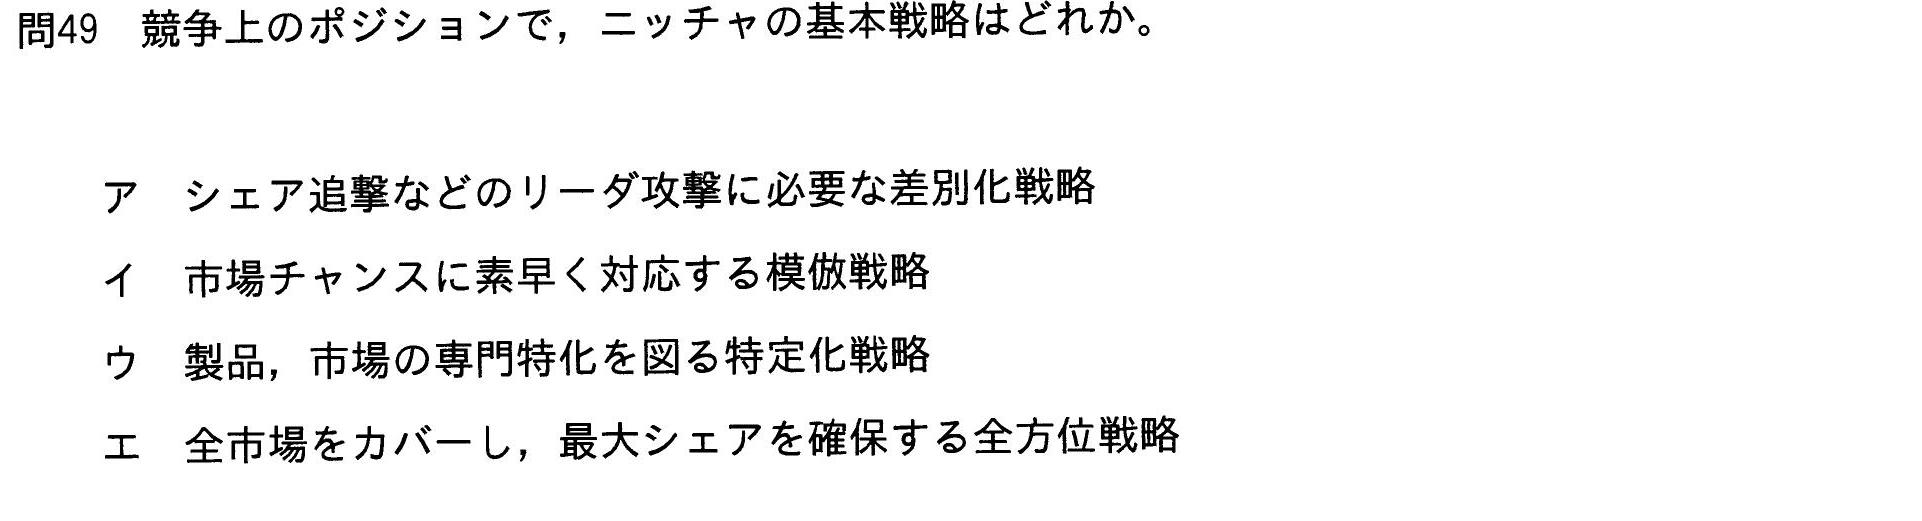 問49 競争上のポジションで，ニッチャの基本戦略はどれか。
ア シェア追撃などのリーダ攻撃に必要な差別化戦略
イ 市場チャンスに素早く対応する模倣戦略
ウ 製品，市場の専門特化を図る特定化戦略
エ 全市場をカバーし，最大シェアを確保する全方位戦略